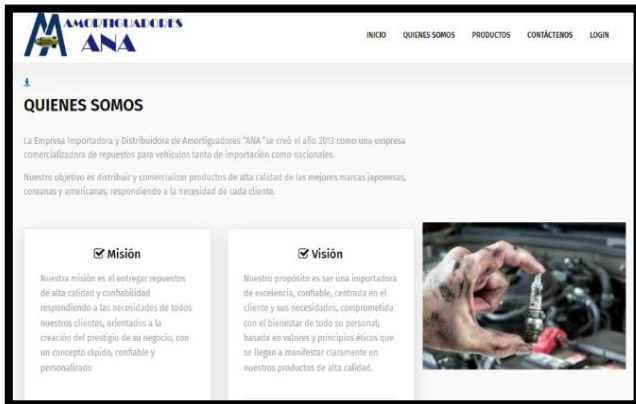 AMORTIGUADORES
ANA
INICIO QUIENES SOMOS PRODUCTOS CONTÁCTENOS LOGIN
QUIENES SOMOS
La Empresa Importadora y Distribuidora de Amortiguadores "ANA "se creó el año 2013 como una empresa
comercializadora de repuestos para vehículos tanto de importación como nacionales.
Nuestro objetivo es distribuir y comercializar productos de alta calidad de las mejores marcas japonesas,
coreanas y americanas, respondiendo a la necesidad de cada cliente.
Misión
Nuestra misión es el entregar repuestos
de alta calidad y confiabilidad
respondiendo a las necesidades de todos
nuestros clientes, orientados a la
creación del prestigio de su negocio, con
un concepto rápido, confiable y
personalizado
Visión
Nuestro propósito es ser una importadora
de excelencia, confiable, centrada en el
cliente y sus necesidades, comprometida
con el bienestar de todo su personal;
basada en valores y principios éticos que
se llegan a manifestar claramente en
nuestros productos de alta calidad.